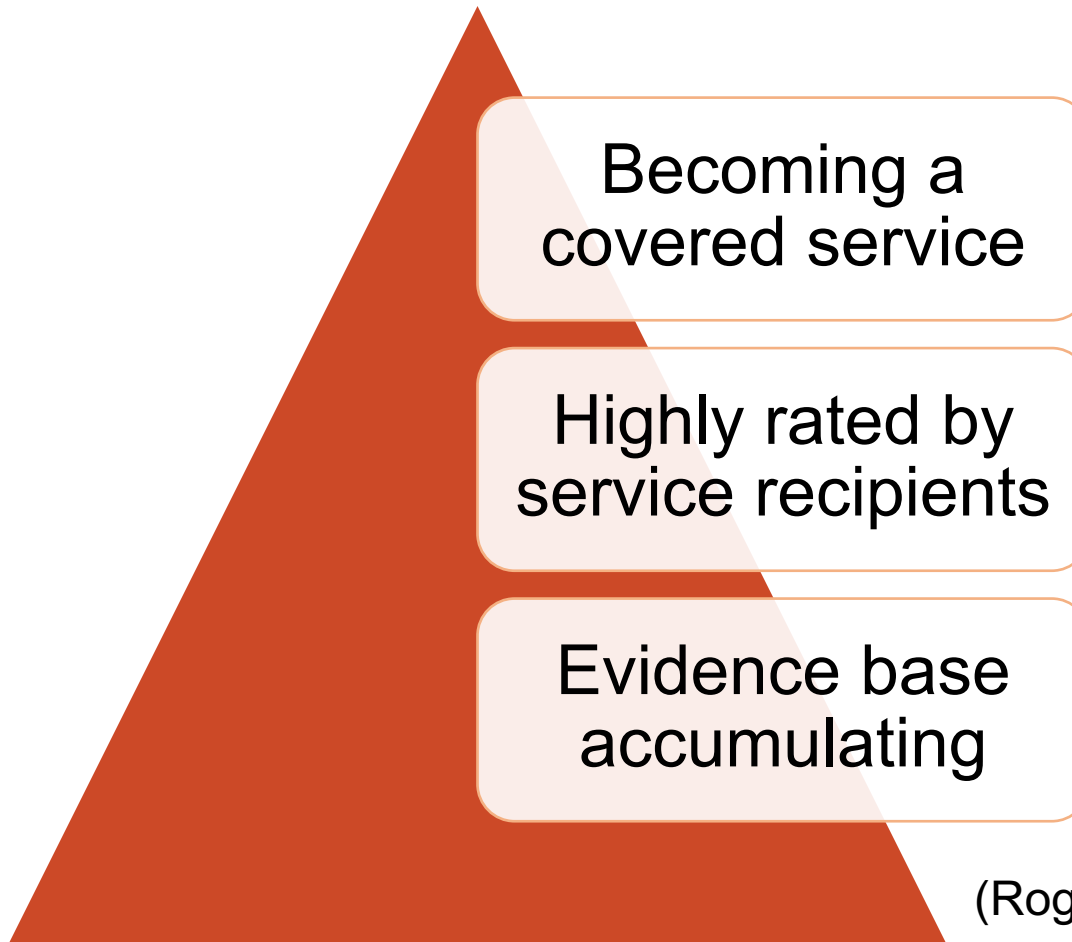 Becoming a
covered service
Highly rated by
service recipients
Evidence base
accumulating
(Rog